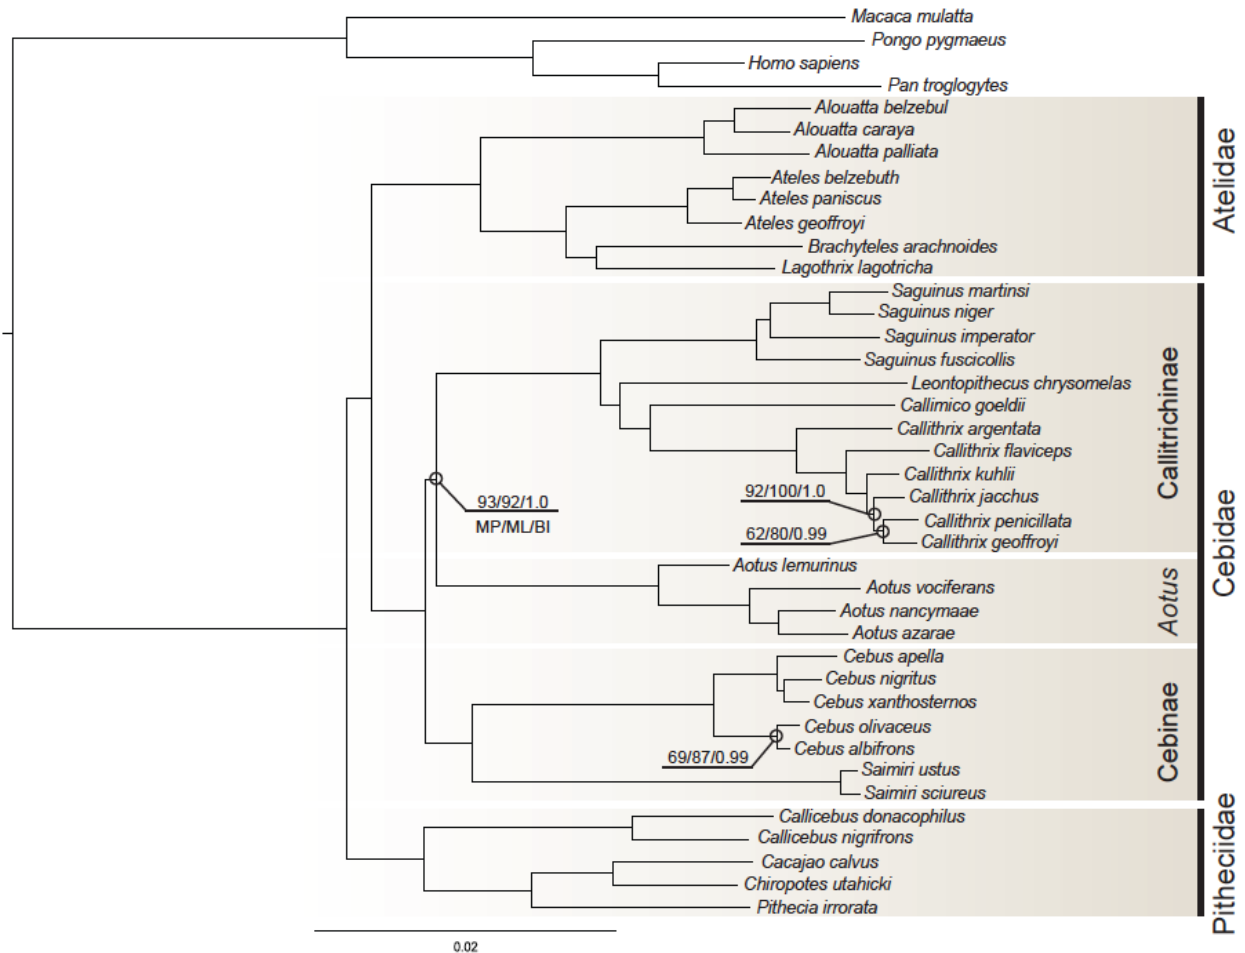 Macaca mulatta
Pongo pygmaeus
Homo sapiens
Pan troglogytes
Alouatta belzebul
Alouatta caraya
Alouatta palliata
Ateles belzebuth
Ateles paniscus
Ateles geoffroyi
Brachyteles arachnoides
Lagothrix lagotricha
Atelidae
Saguinus martinsi
Saguinus niger
Saguinus imperator
Saguinus fuscicollis
Leontopithecus chrysomelas
Callimico goeldii
Callithrix argentata
Callithrix flaviceps
Callithrix kuhlii
Callithrix jacchus
Callithrix penicillata
Callithrix geoffroyi
93/92/1.0
MP/ML/BI
92/100/1.0
62/80/0.99
Callitrichinae
Cebidae
Aotus lemurinus
Aotus vociferans
Aotus nancymaae
Aotus azarae
Aotus
Cebus apella
Cebus nigritus
Cebus xanthosternos
Cebus olivaceus
Cebus albifrons
69/87/0.99
Saimiri ustus
Saimiri sciureus
Cebinae
Callicebus donacophilus
Callicebus nigrifrons
Cacajao calvus
Chiropotes utahicki
Pithecia irrorata
Pitheciidae
0.02